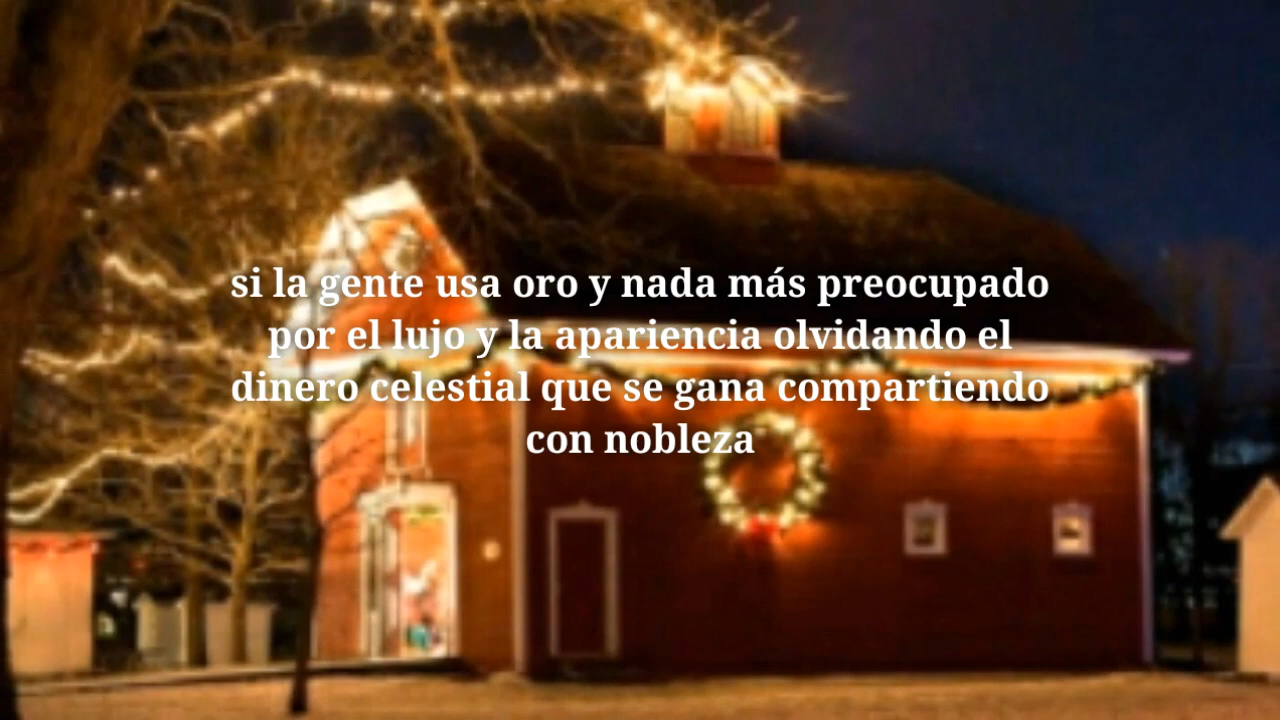 si la gente usa oro y nada más preocupado
por el lujo y la apariencia olvidando el
dinero celestial que se gana compartiendo
con nobleza